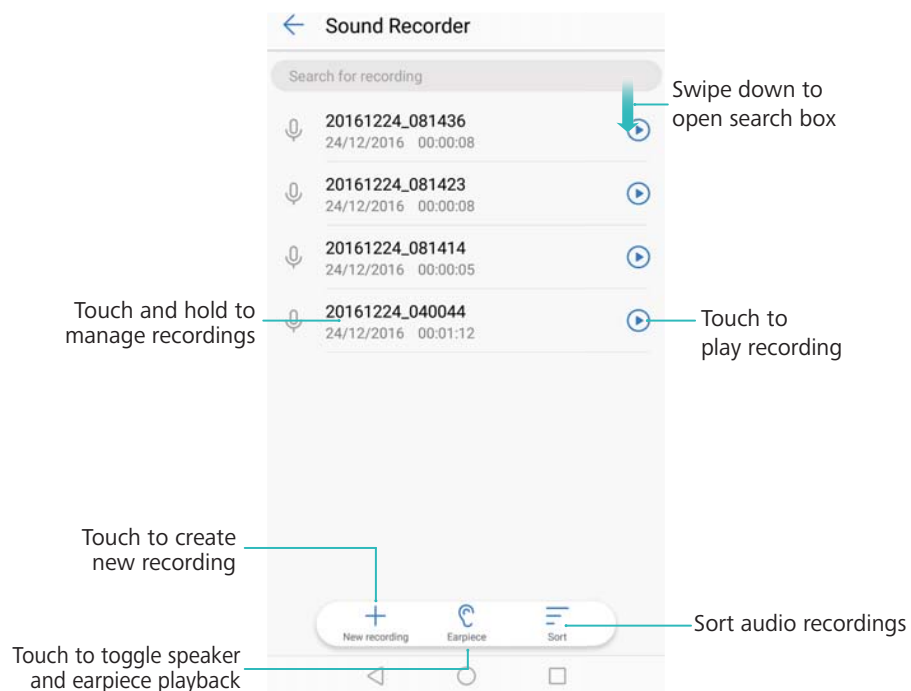 Sound Recorder
Search for recording
Swipe down to
open search box
20161224_081436
24/12/2016 00:00:08
20161224_081423
24/12/2016 00:00:08
20161224_081414
24/12/2016 00:00:05
Touch and hold to
manage recordings
20161224_040044
24/12/2016 00:01:12
Touch to
play recording
Touch to create
new recording
New recording
Earpiece
Sort
Sort audio recordings
Touch to toggle speaker
and earpiece playback